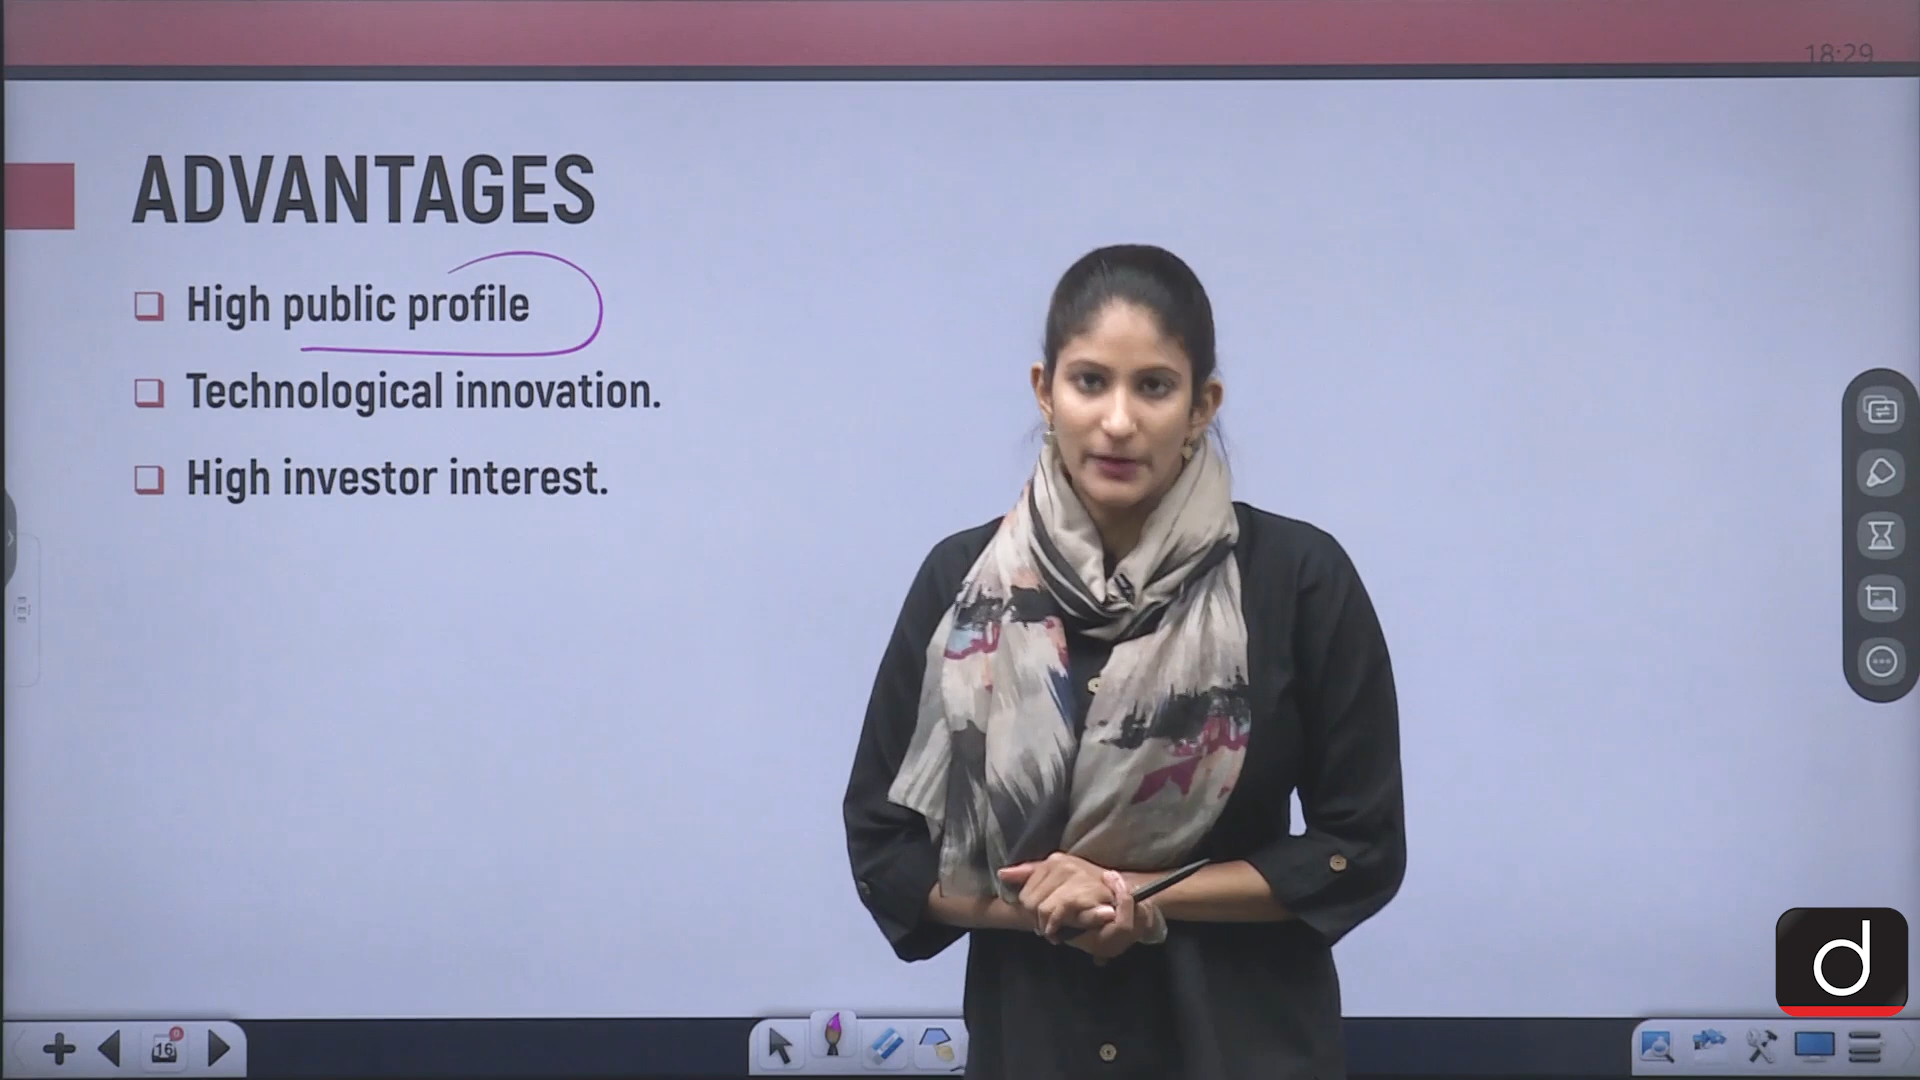 18:29
ADVANTAGES
High public profile
Technological innovation.
High investor interest.
16
d